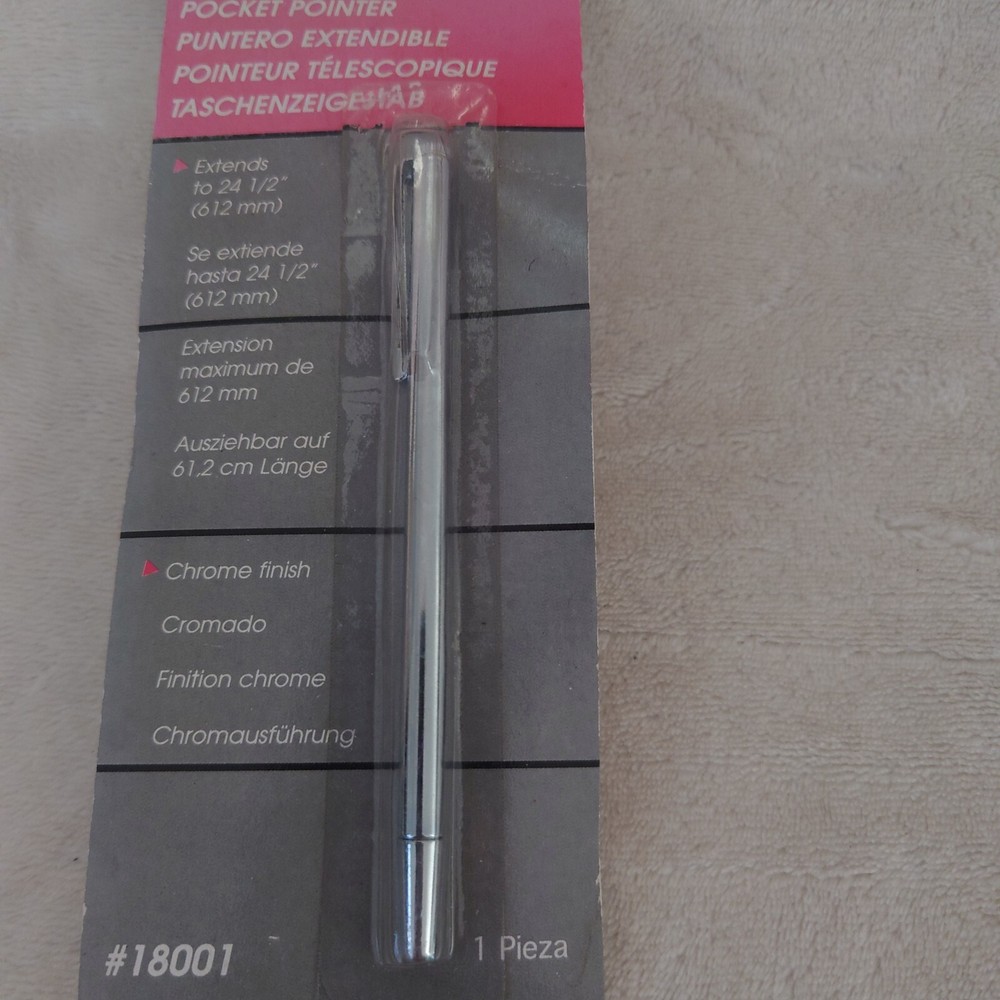 POCKET POINTER
PUNTERO EXTENDIBLE
POINTEUR TÉLESCOPIQUE
TASCHENZEIGESTAB
Extends
to 24 1/2"
(612 mm)
Se extiende
hasta 24 1/2"
(612 mm)
Extension
maximum de
612 mm
Ausziehbar auf
61,2 cm Länge
Chrome finish
Cromado
Finition chrome
Chromausführung
#18001
1 Pieza